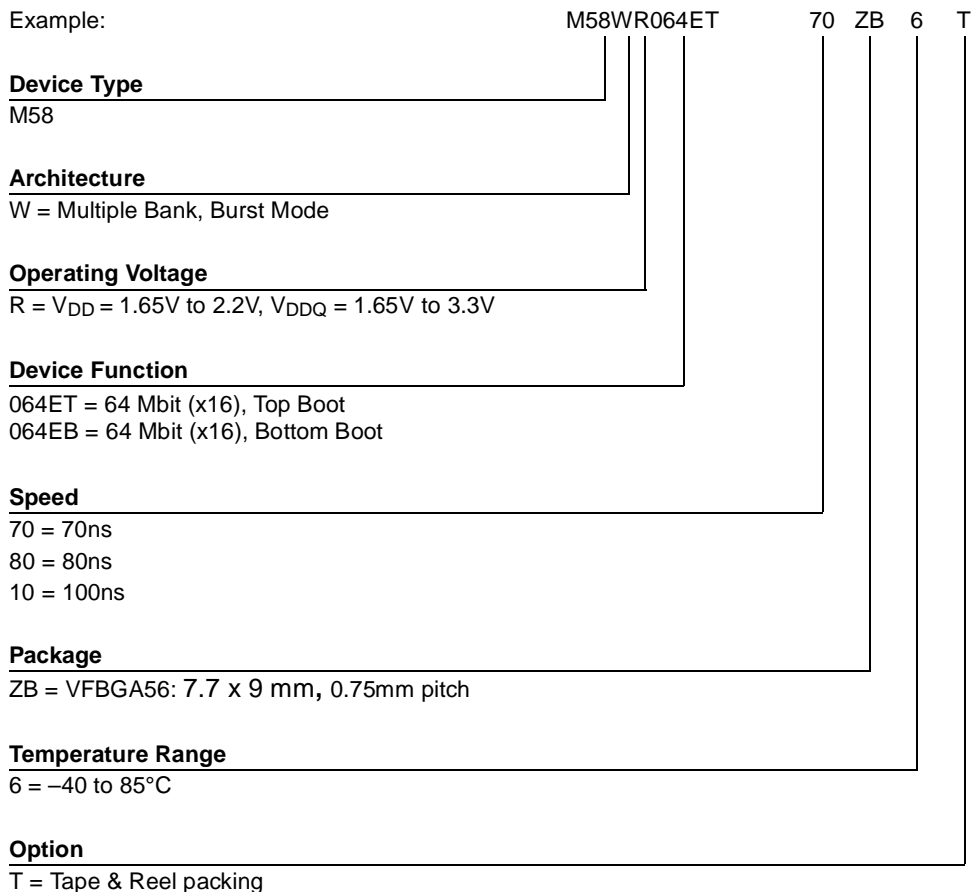 Example: M58WR064ET 70 ZB 6 T
Device Type
M58
Architecture
W = Multiple Bank, Burst Mode
Operating Voltage
R = VDD = 1.65V to 2.2V, VDDQ = 1.65V to 3.3V
Device Function
064ET = 64 Mbit (x16), Top Boot
064EB = 64 Mbit (x16), Bottom Boot
Speed
70 = 70ns
80 = 80ns
10 = 100ns
Package
ZB = VFBGA56: 7.7 x 9 mm, 0.75mm pitch
Temperature Range
6 = –40 to 85°C
Option
T = Tape & Reel packing